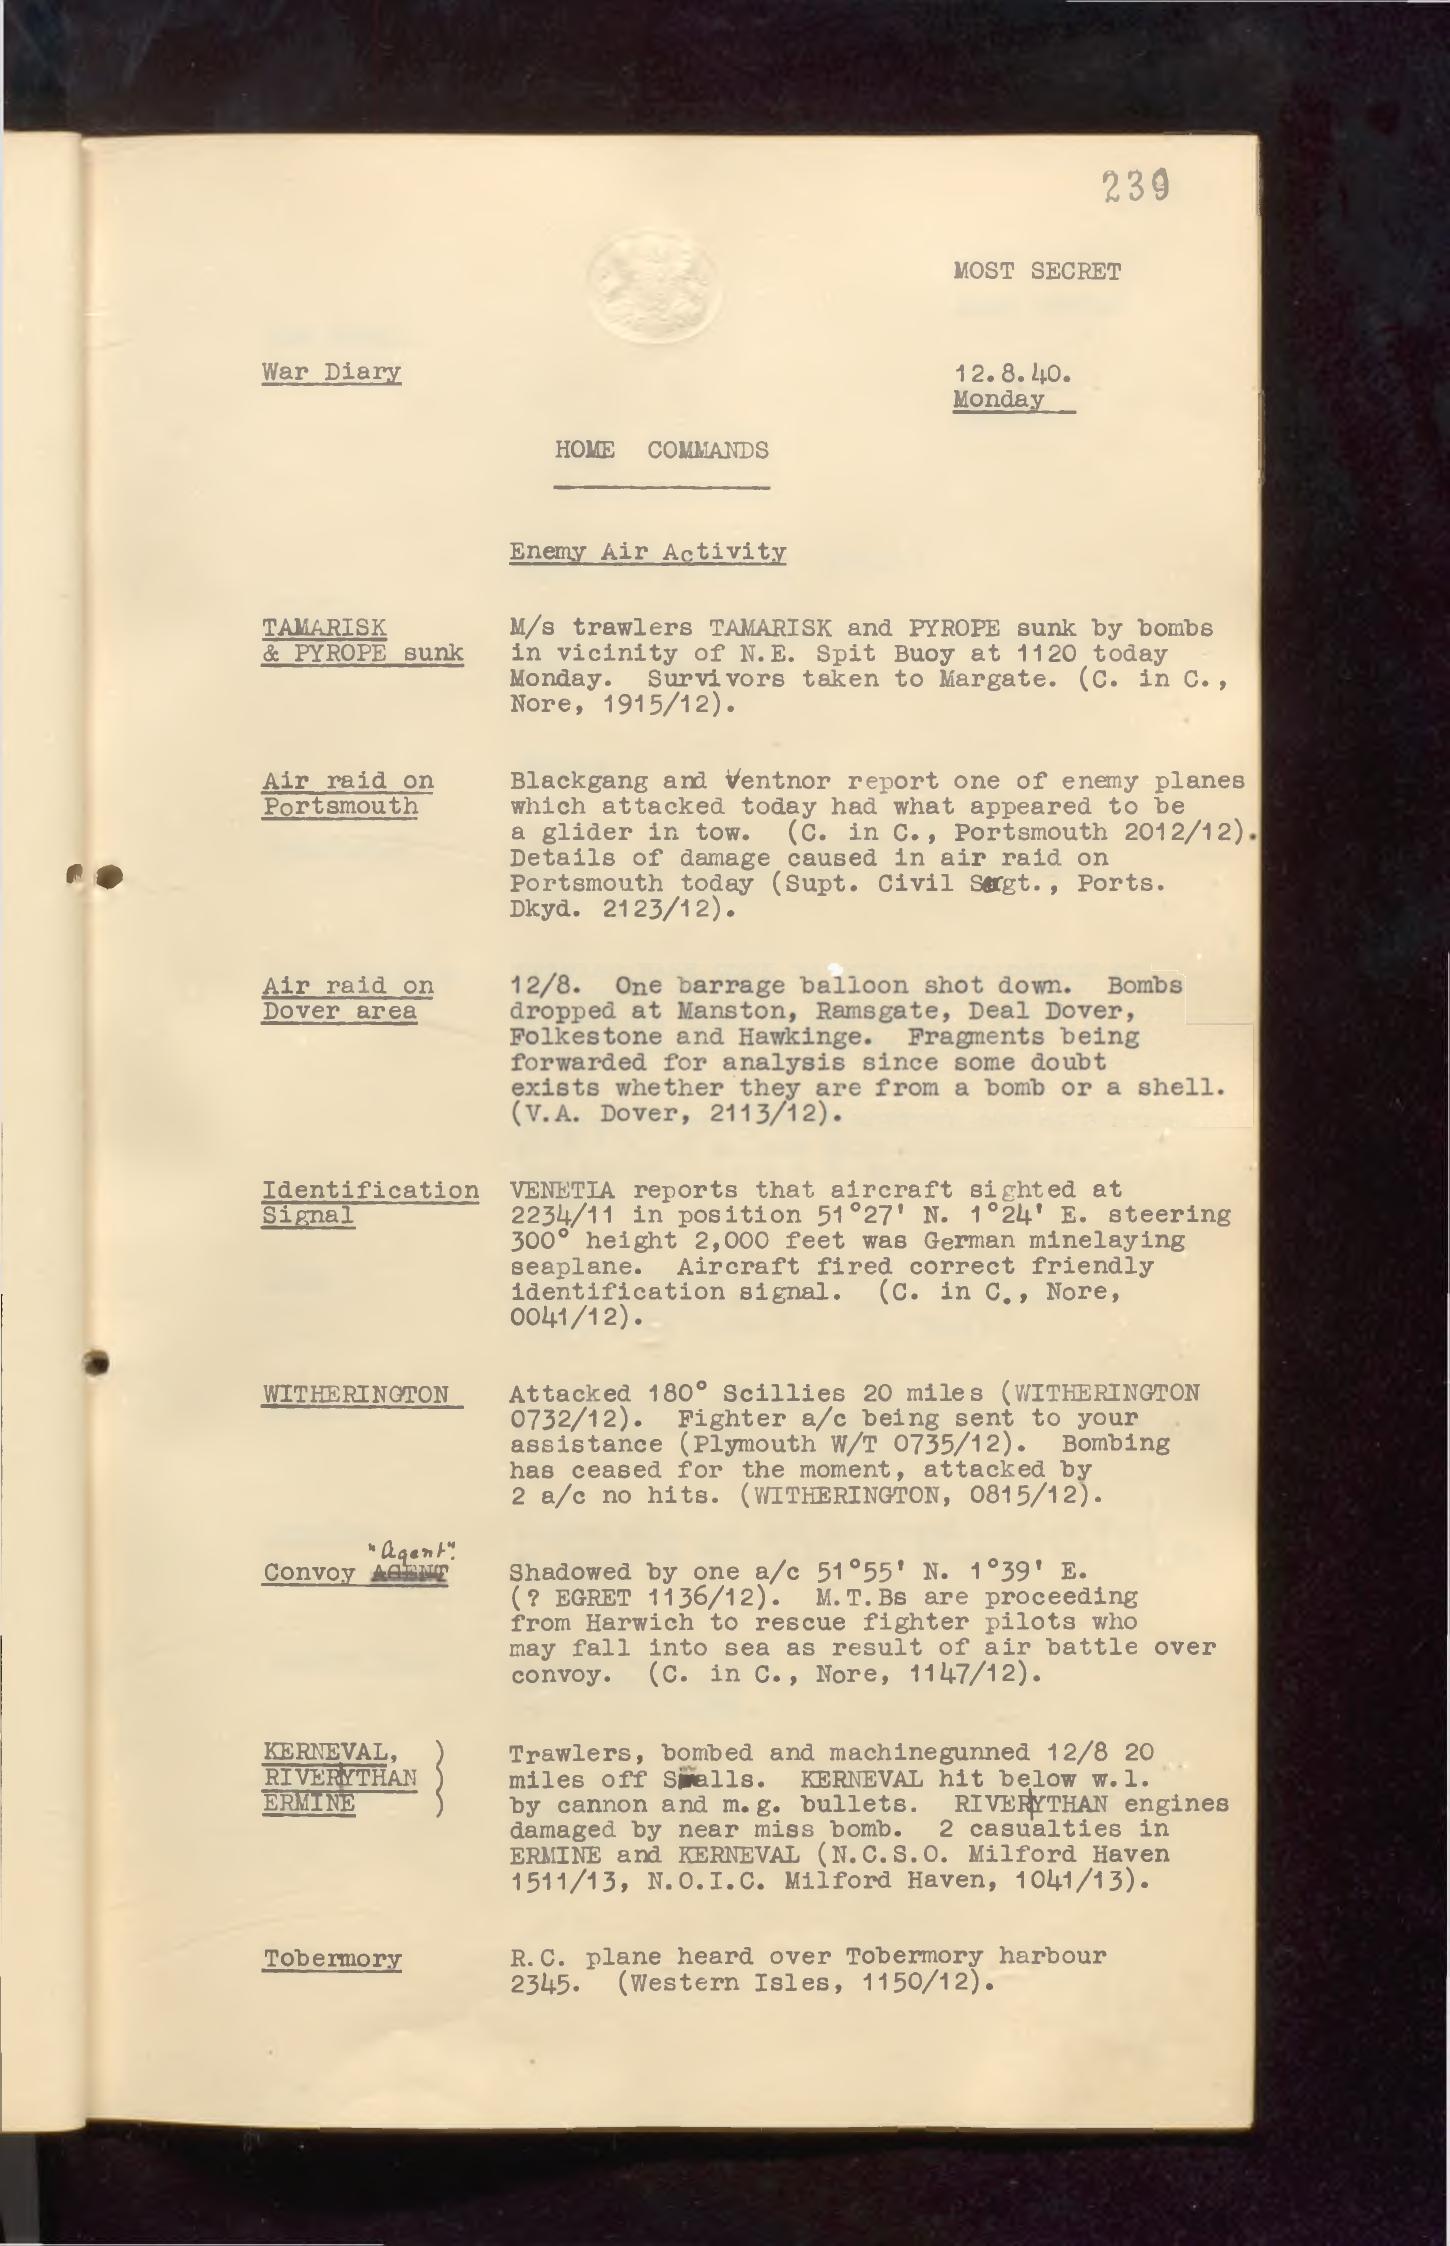 239
MOST SECRET
War Diary
12.8.40.
Monday
HOME COMMANDS
Enemy Air Activity
TAMARISK
& PYROPE sunk
M/s trawlers TAMARISK and PYROPE sunk by bombs
in vicinity of N.E. Spit Buoy at 1120 today
Monday. Survivors taken to Margate. (C. in C.,
Nore, 1915/12).
Air raid on
Portsmouth
Blackgang and Ventnor report one of enemy planes
which attacked today had what appeared to be
a glider in tow. (C. in C., Portsmouth 2012/12).
Details of damage caused in air raid on
Portsmouth today (Supt. Civil Engt., Ports.
Dkyd. 2123/12).
Air raid on
Dover area
12/8. One barrage balloon shot down. Bombs
dropped at Manston, Ramsgate, Deal Dover,
Folkestone and Hawkinge. Fragments being
forwarded for analysis since some doubt
exists whether they are from a bomb or a shell.
(V.A. Dover, 2113/12).
Identification
Signal
VENETIA reports that aircraft sighted at
2234/11 in position 51°27' N. 1°24' E. steering
300° height 2,000 feet was German minelaying
seaplane. Aircraft fired correct friendly
identification signal. (C. in C., Nore,
0041/12).
WITHERINGTON
Attacked 180° Scillies 20 miles (WITHERINGTON
0732/12). Fighter a/c being sent to your
assistance (Plymouth W/T 0735/12). Bombing
has ceased for the moment, attacked by
2 a/c no hits. (WITHERINGTON, 0815/12).
"Agent".
Convoy AGENT
Shadowed by one a/c 51°55' N. 1°39' E.
(? EGRET 1136/12). M.T.Bs are proceeding
from Harwich to rescue fighter pilots who
may fall into sea as result of air battle over
convoy. (C. in C., Nore, 1147/12).
KERNEVAL, )
RIVER YTHAN )
ERMINE )
Trawlers, bombed and machinegunned 12/8 20
miles off Smalls. KERNEVAL hit below w.l.
by cannon and m.g. bullets. RIVER YTHAN engines
damaged by near miss bomb. 2 casualties in
ERMINE and KERNEVAL (N.C.S.O. Milford Haven
1511/13, N.O.I.C. Milford Haven, 1041/13).
Tobermory
R.C. plane heard over Tobermory harbour
2345. (Western Isles, 1150/12).